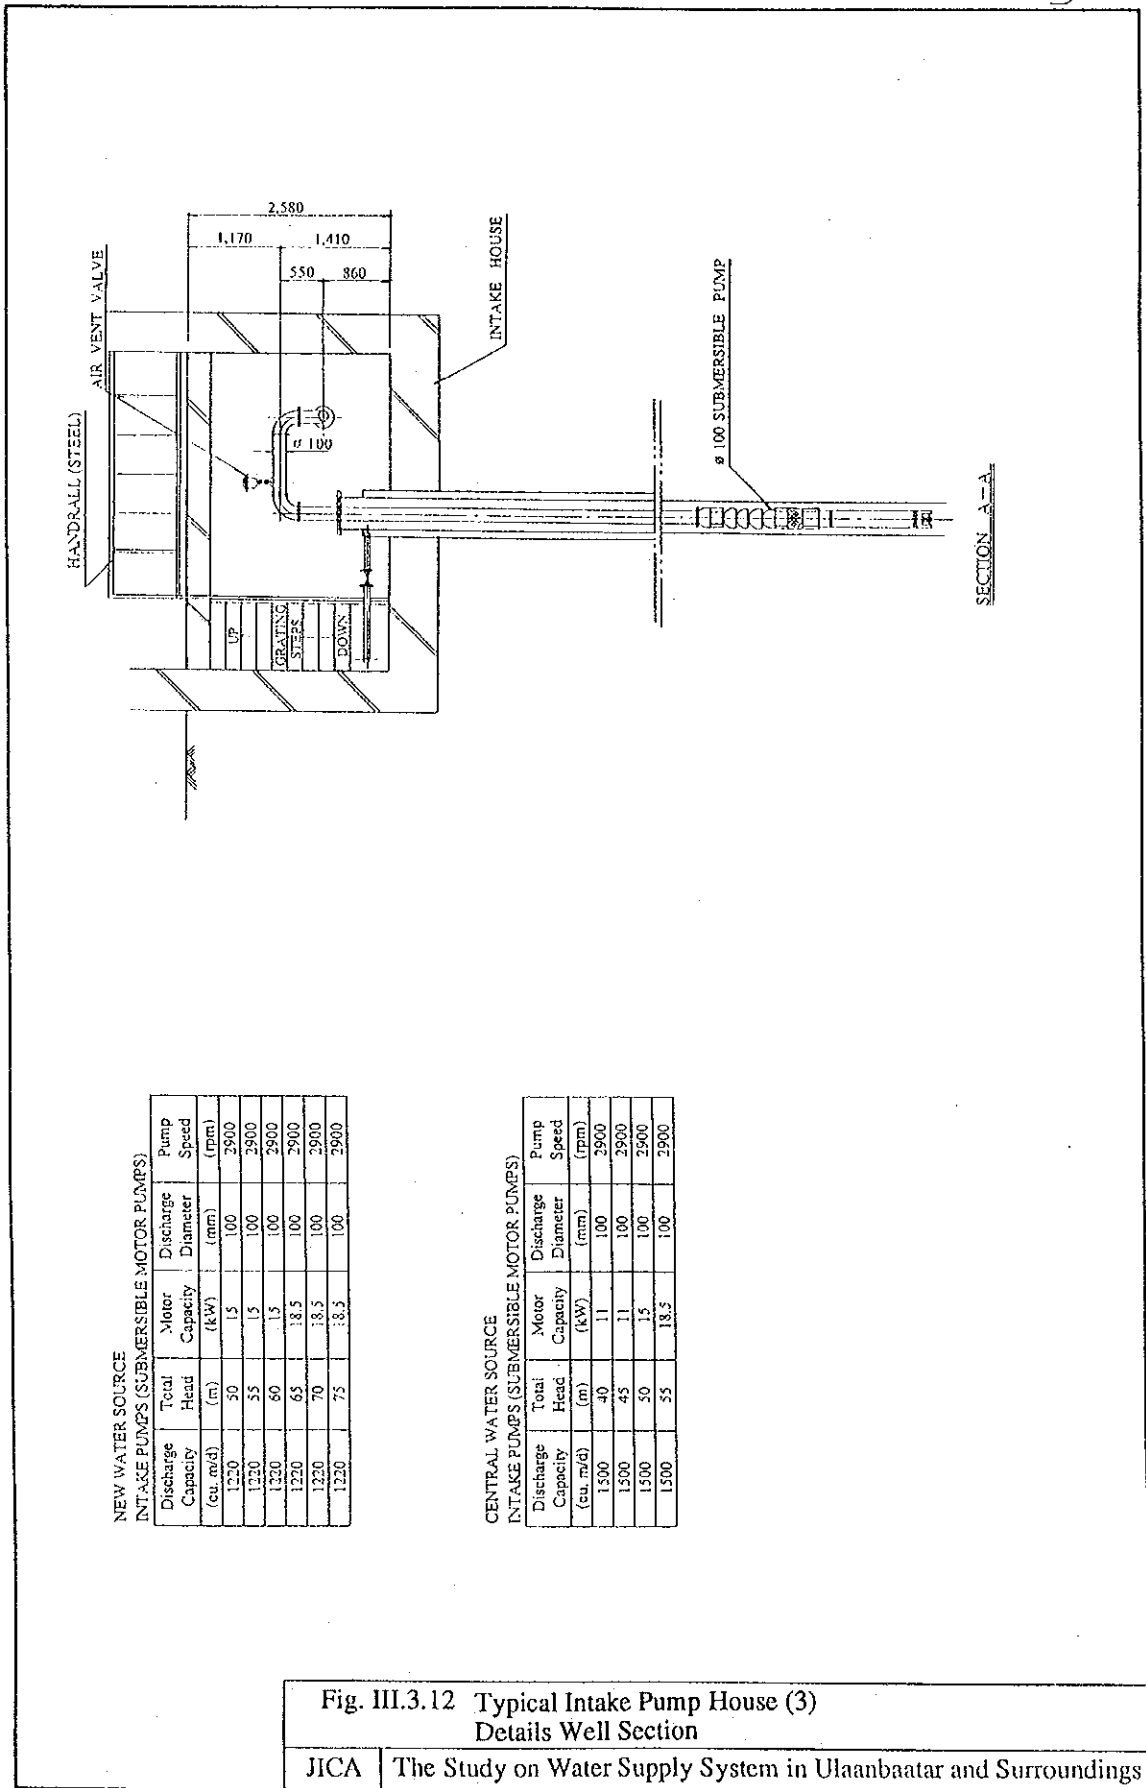 NEW WATER SOURCE
INTAKE PUMPS (SUBMERSIBLE MOTOR PUMPS)
Discharge Total Motor Discharge Pump
Capacity Head Capacity Diameter Speed
(cu. m/d) (m) (kW) (mm) (rpm)
1220 50 15 100 2900
1220 55 15 100 2900
1220 60 15 100 2900
1220 65 18.5 100 2900
1220 70 18.5 100 2900
1220 75 18.5 100 2900
CENTRAL WATER SOURCE
INTAKE PUMPS (SUBMERSIBLE MOTOR PUMPS)
Discharge Total Motor Discharge Pump
Capacity Head Capacity Diameter Speed
(cu. m/d) (m) (kW) (mm) (rpm)
1500 40 11 100 2900
1500 45 11 100 2900
1500 50 15 100 2900
1500 55 18.5 100 2900
HANDRALL (STEEL)
AIR VENT VALVE
2,580
1,170
1,410
550
860
ø 100
UP
GRATING
STEPS
DOWN
INTAKE HOUSE
ø 100 SUBMERSIBLE PUMP
SECTION A-A
Fig. III.3.12 Typical Intake Pump House (3)
Details Well Section
JICA The Study on Water Supply System in Ulaanbaatar and Surroundings